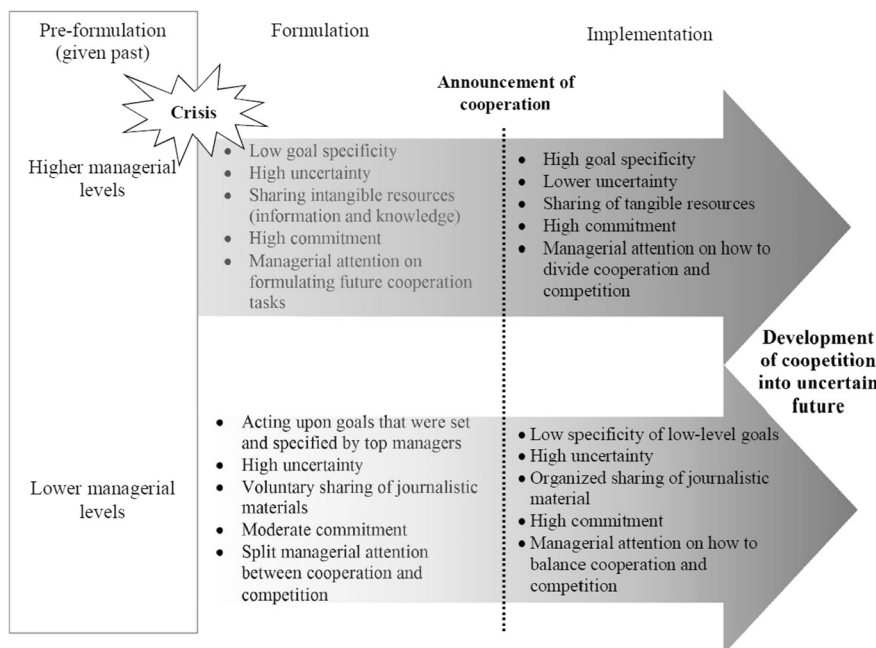 Pre-formulation
(given past)
Formulation
Implementation
Crisis
Announcement of
cooperation
Higher managerial
levels
• Low goal specificity
• High uncertainty
• Sharing intangible resources
(information and knowledge)
• High commitment
• Managerial attention on
formulating future cooperation
tasks
• High goal specificity
• Lower uncertainty
• Sharing of tangible resources
• High commitment
• Managerial attention on how to
divide cooperation and
competition
Development
of coopetition
into uncertain
future
Lower managerial
levels
• Acting upon goals that were set
and specified by top managers
• High uncertainty
• Voluntary sharing of journalistic
materials
• Moderate commitment
• Split managerial attention
between cooperation and
competition
• Low specificity of low-level goals
• High uncertainty
• Organized sharing of journalistic
material
• High commitment
• Managerial attention on how to
balance cooperation and
competition